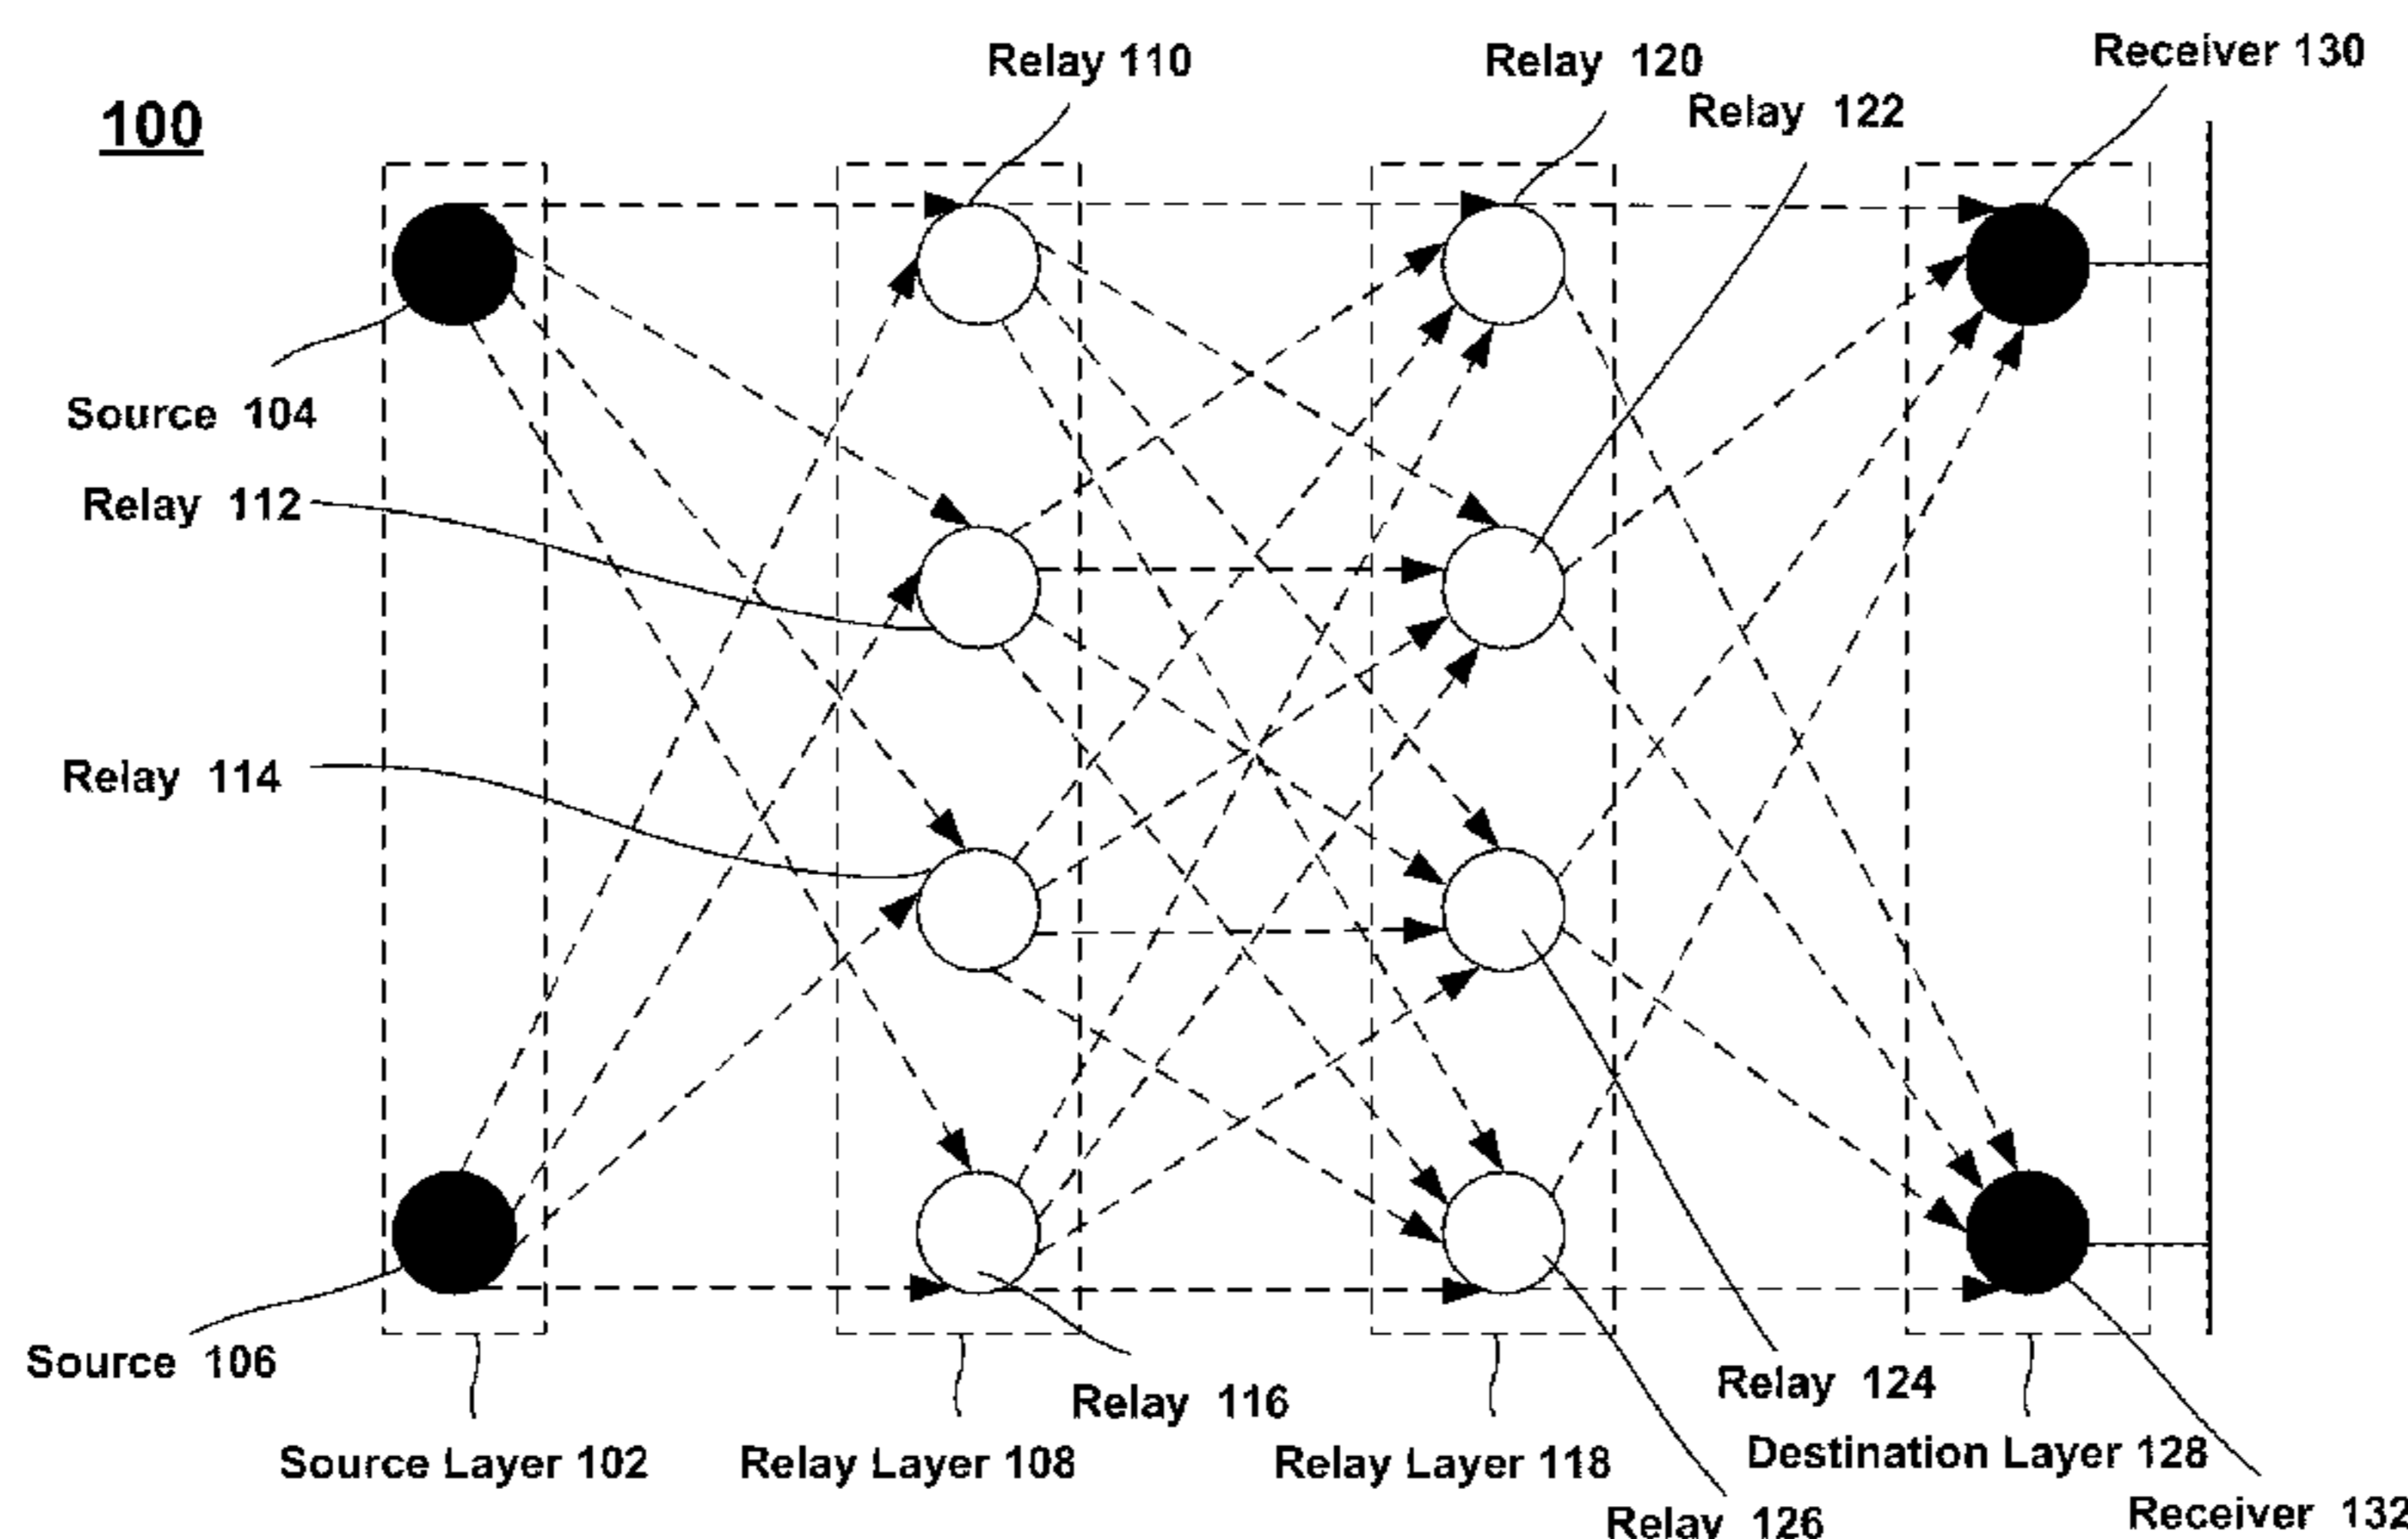 100
Relay 110
Relay 120
Receiver 130
Relay 122
Source 104
Relay 112
Relay 114
Source 106
Relay 116
Relay 124
Source Layer 102
Relay Layer 108
Relay Layer 118
Destination Layer 128
Relay 126
Receiver 132